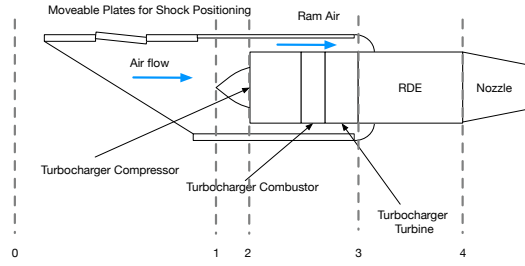 Moveable Plates for Shock Positioning
Ram Air
Air flow
RDE
Nozzle
Turbocharger Compressor
Turbocharger Combustor
Turbocharger
Turbine
0
1
2
3
4